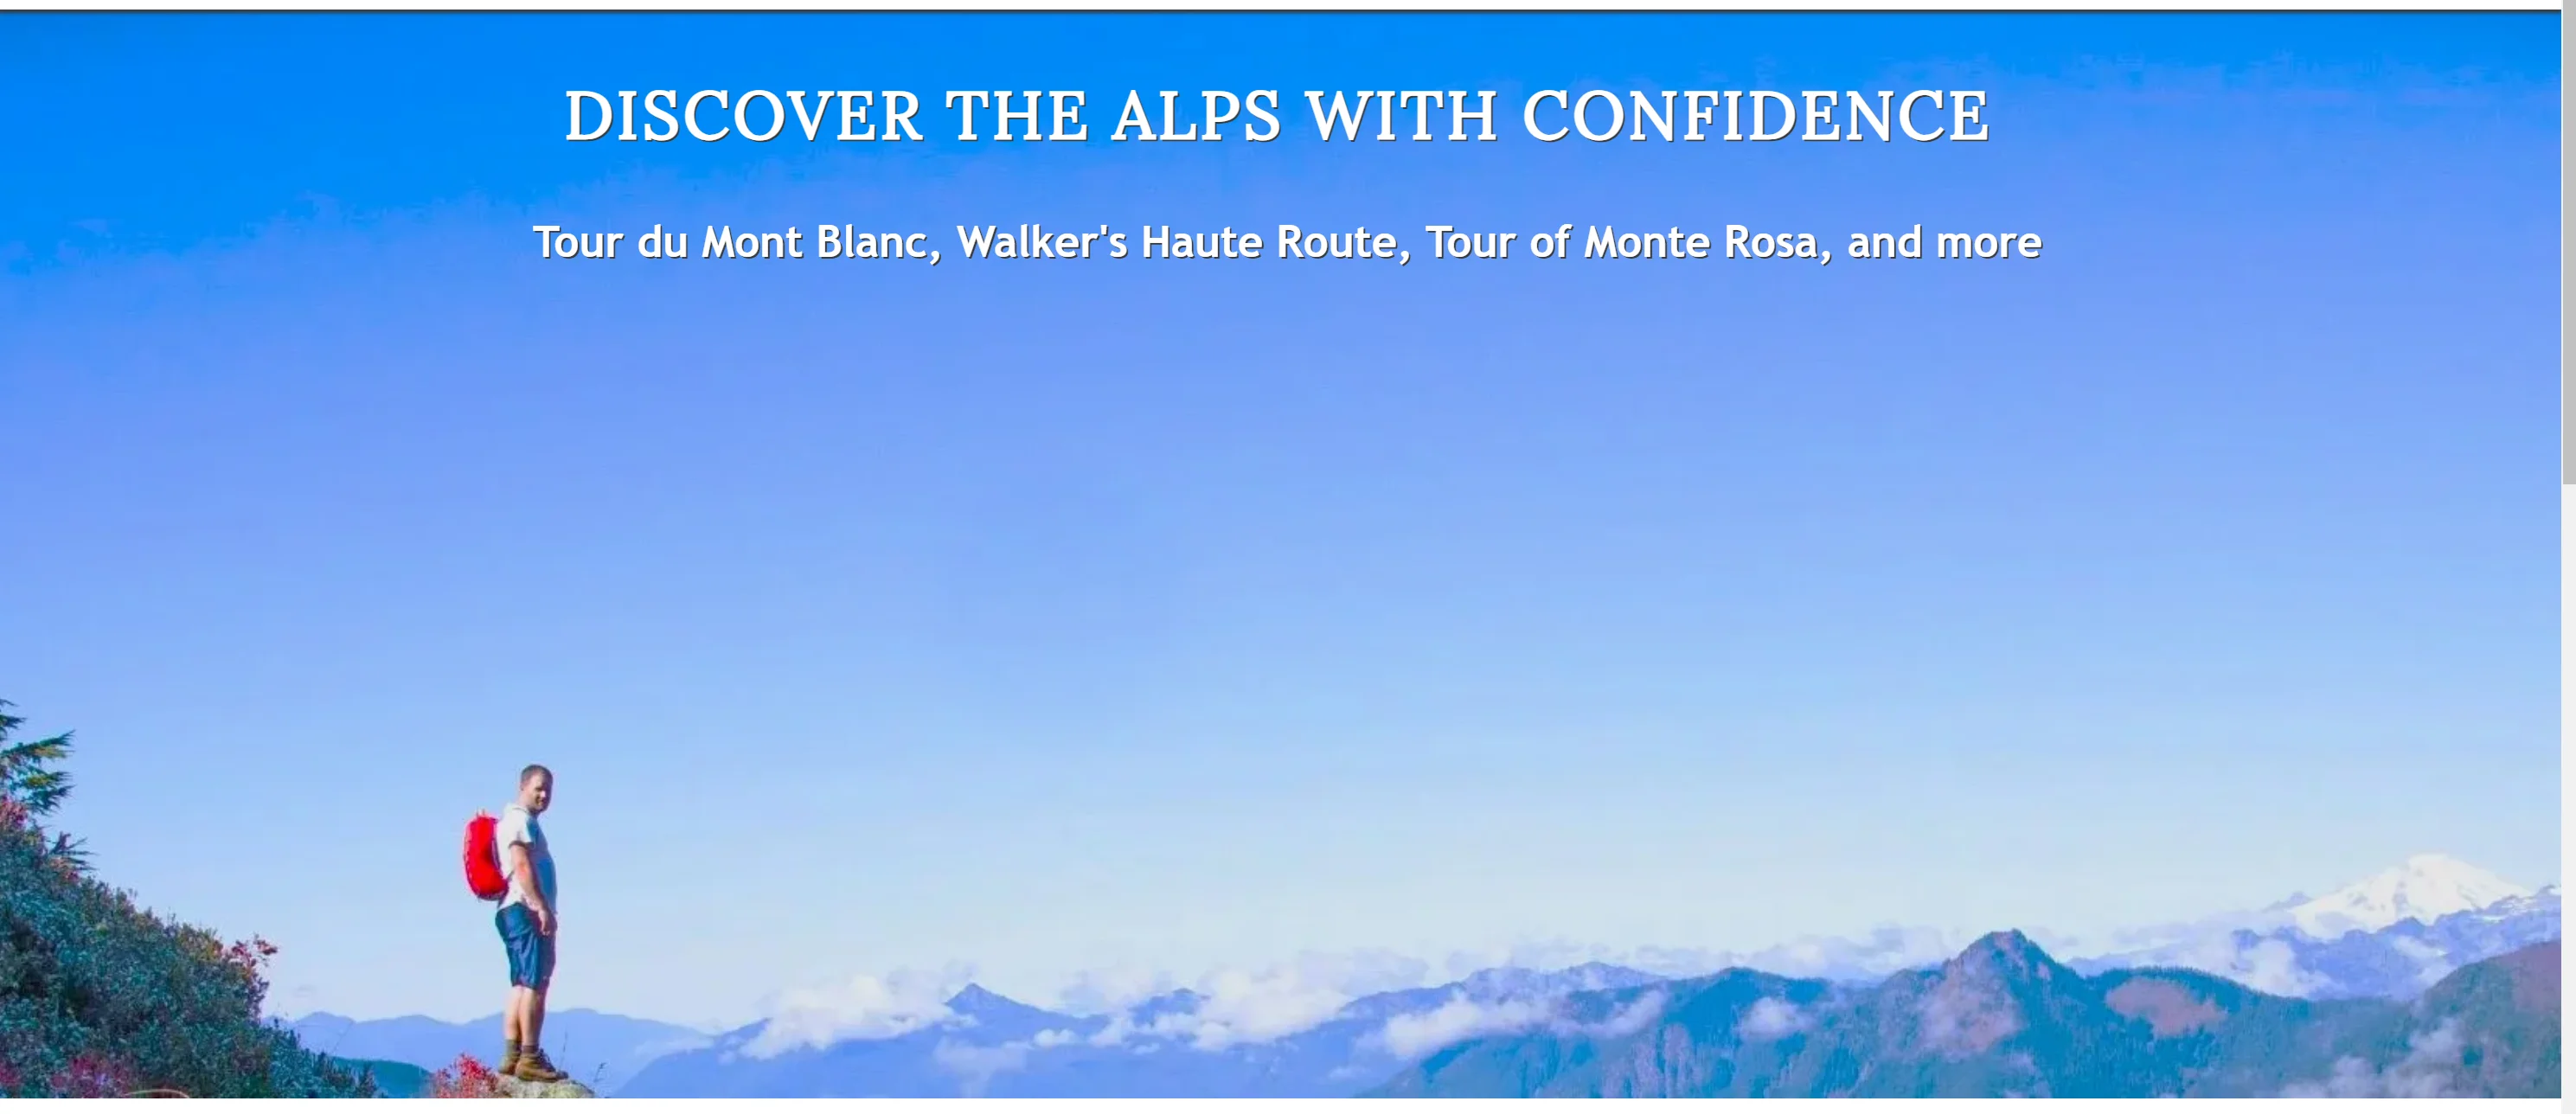 DISCOVER THE ALPS WITH CONFIDENCE
Tour du Mont Blanc, Walker's Haute Route, Tour of Monte Rosa, and more